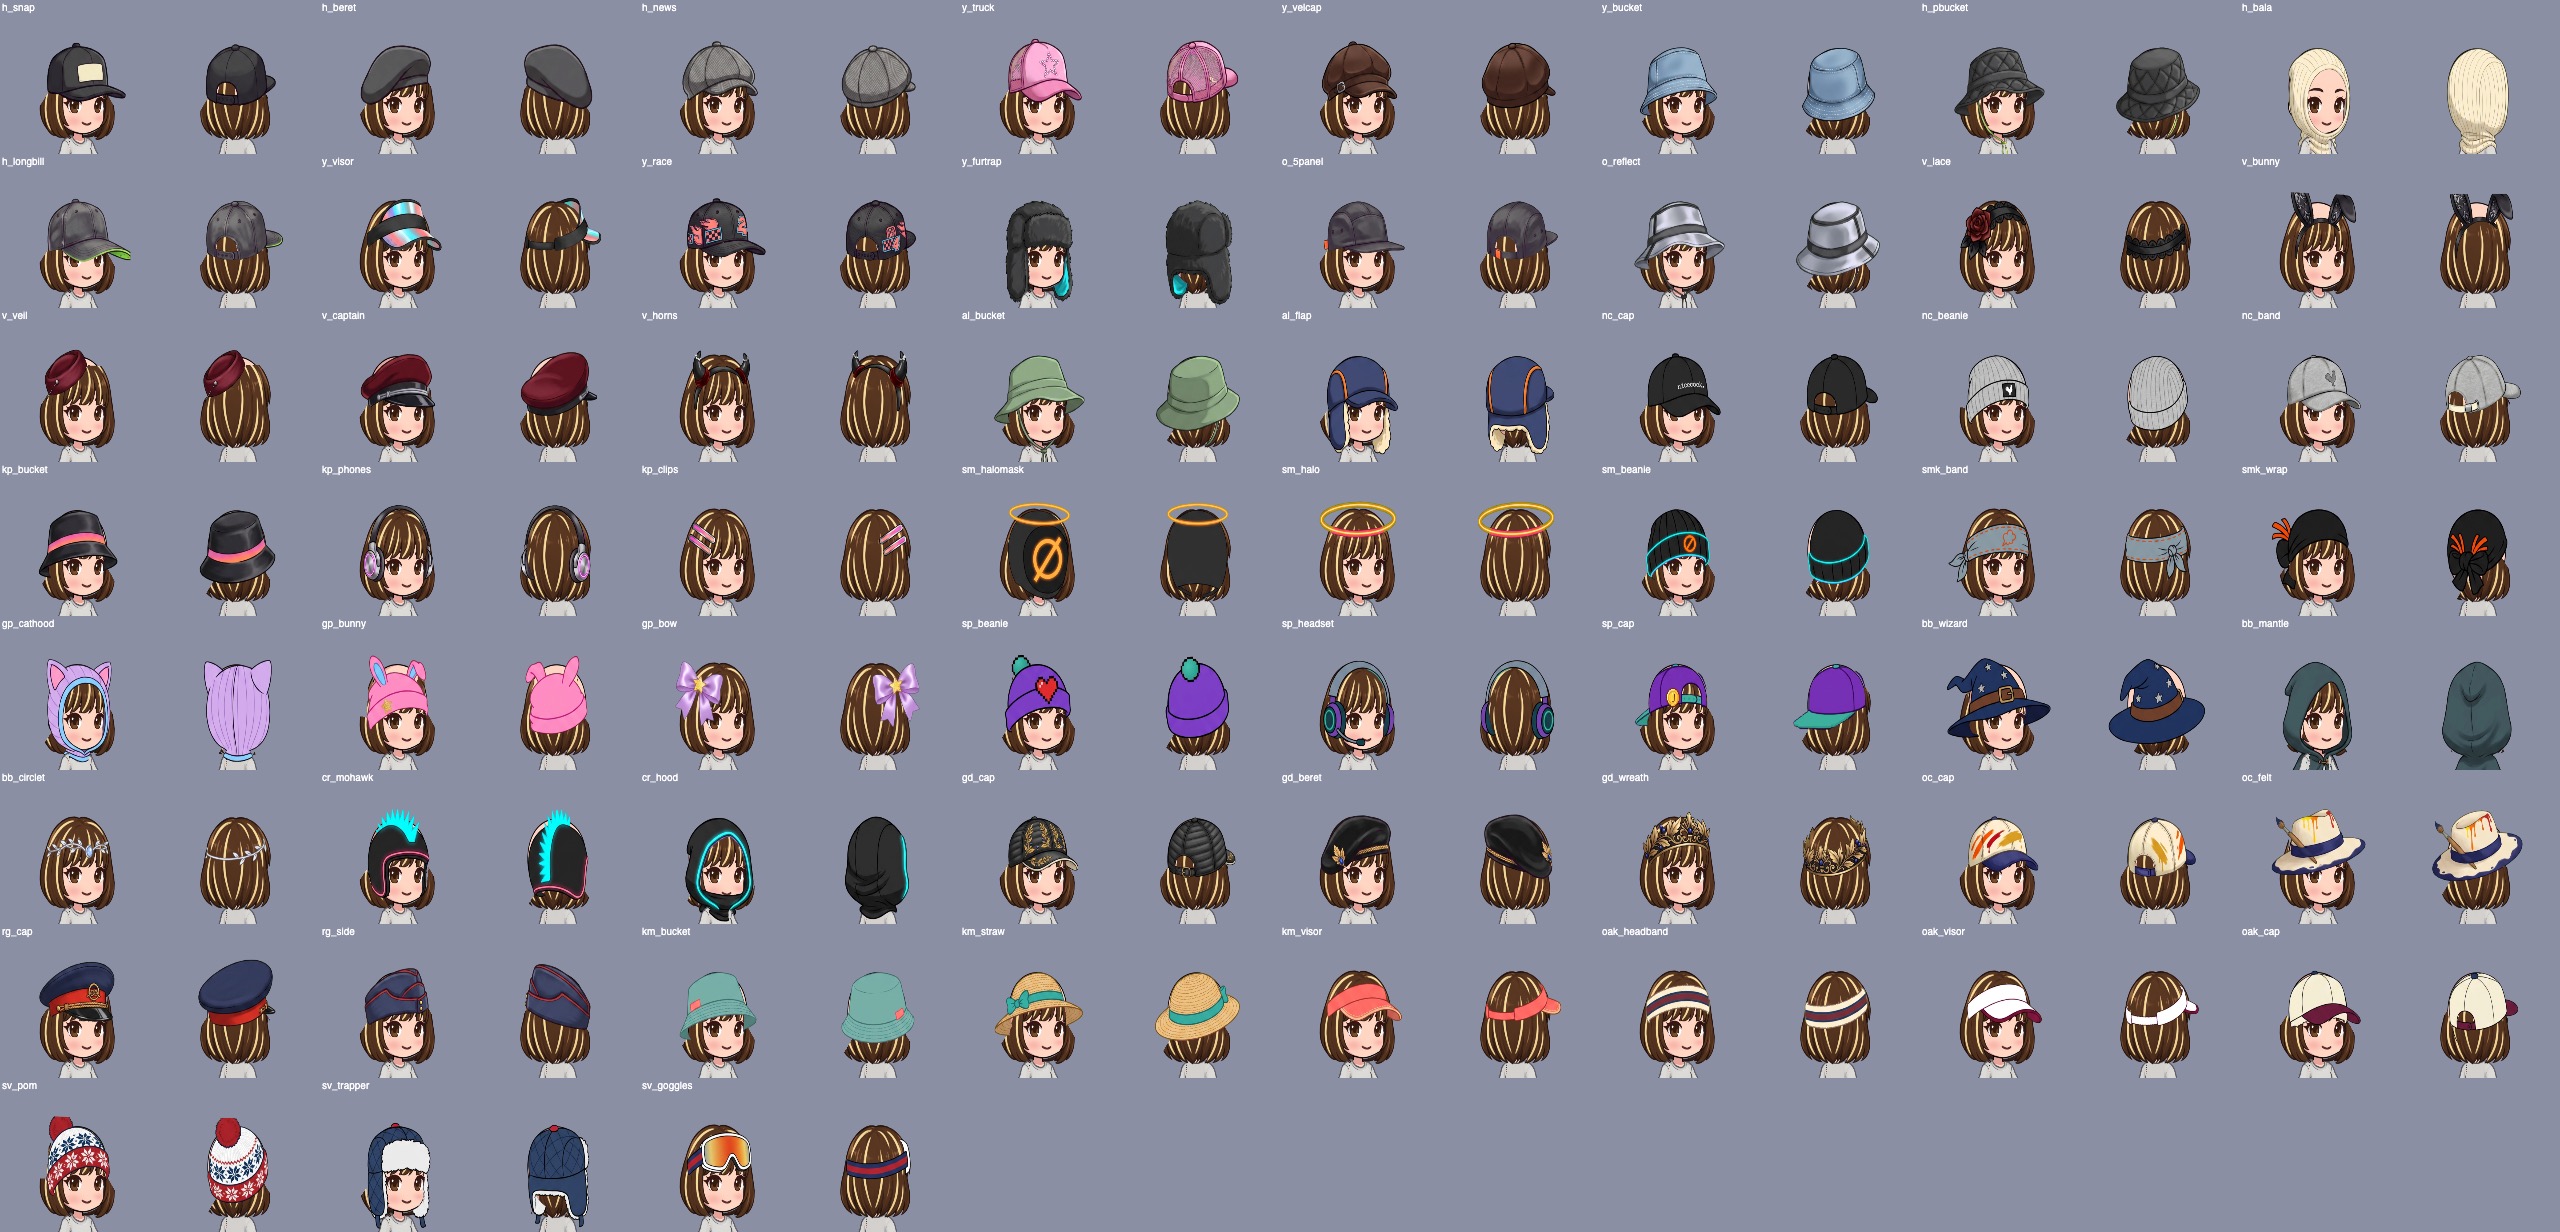 h_snap h_beret h_news y_truck y_velcap y_bucket h_pbucket h_bala
h_longbill y_visor y_race y_furtrap o_5panel o_reflect v_lace v_bunny
v_veil v_captain v_horns al_bucket al_flap nc_cap nc_beanie nc_band
kp_bucket kp_phones kp_clips sm_halomask sm_halo sm_beanie smk_band smk_wrap
gp_cathood gp_bunny gp_bow sp_beanie sp_headset sp_cap bb_wizard bb_mantle
bb_circlet cr_mohawk cr_hood gd_cap gd_beret gd_wreath oc_cap oc_felt
rg_cap rg_side km_bucket km_straw km_visor oak_headband oak_visor oak_cap
sv_pom sv_trapper sv_goggles